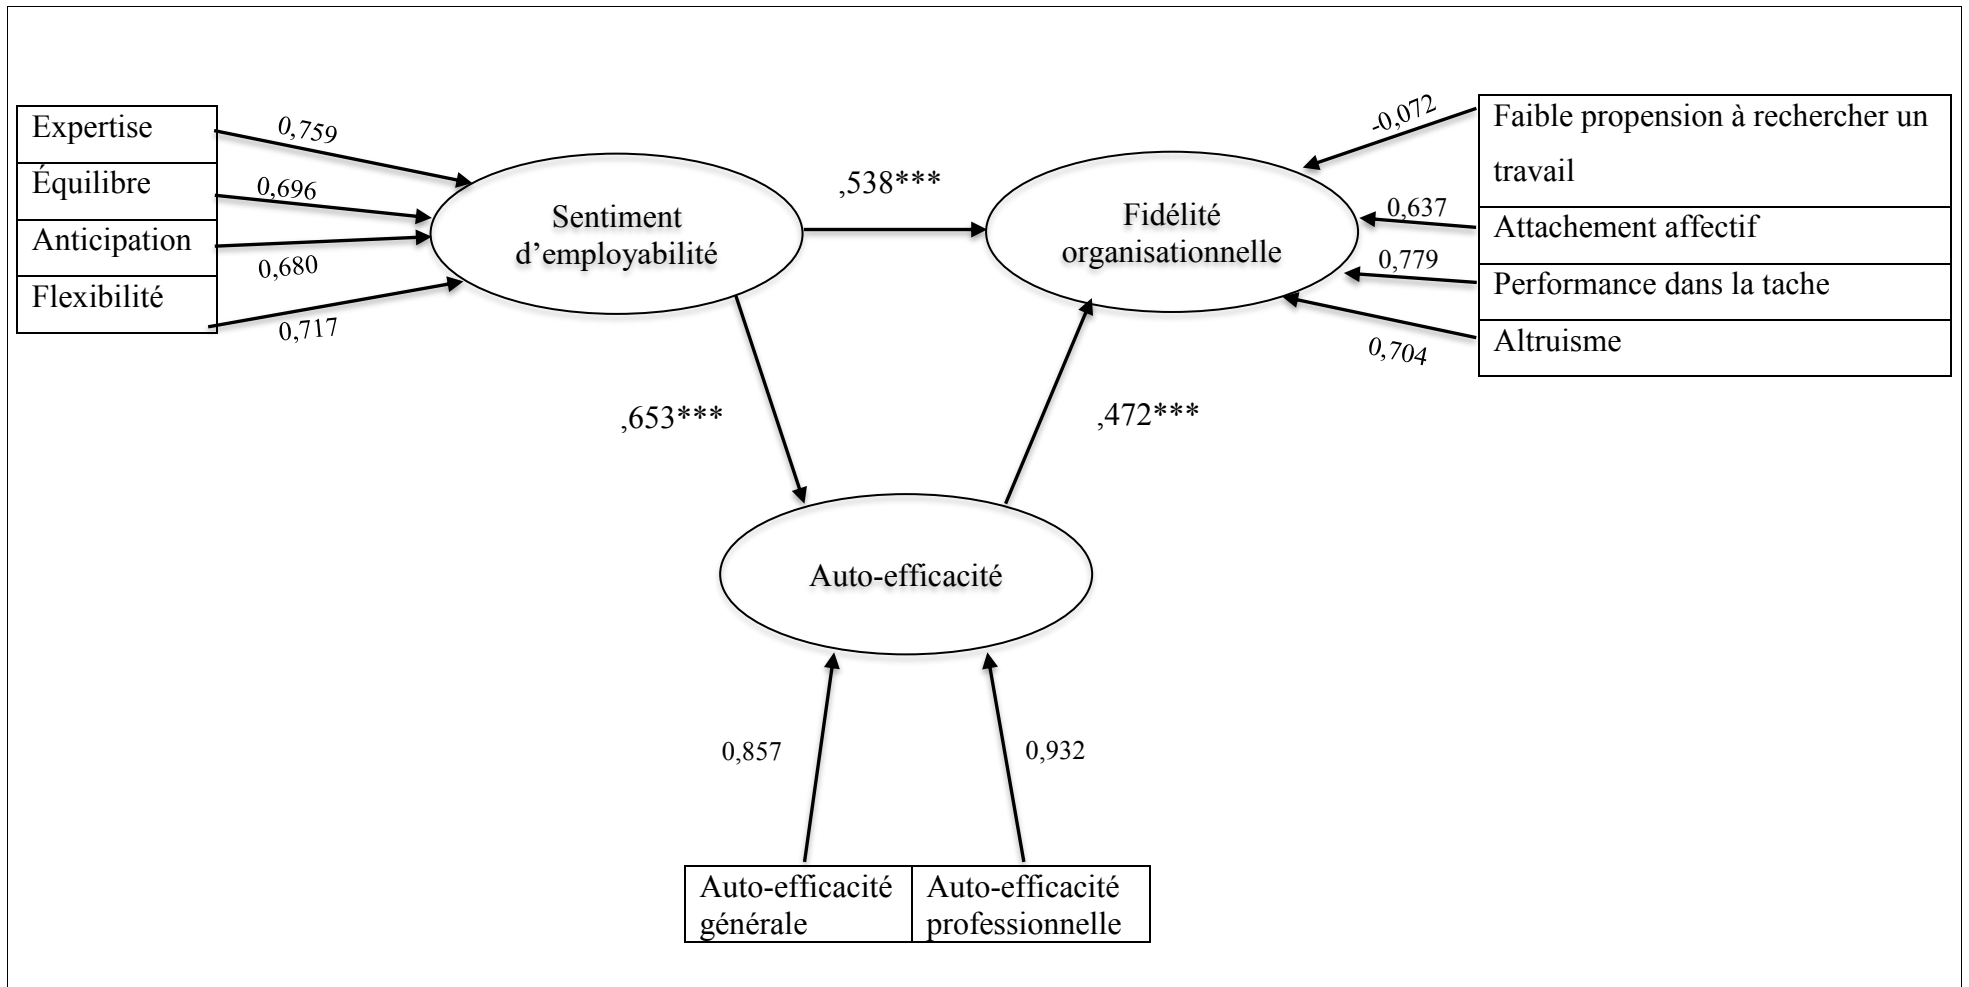 Expertise
Équilibre
Anticipation
Flexibilité
0,759
0,696
0,680
0,717
Sentiment
d’employabilité
,538***
Fidélité
organisationnelle
-0,072
0,637
0,779
0,704
Faible propension à rechercher un
travail
Attachement affectif
Performance dans la tache
Altruisme
,653***
,472***
Auto-efficacité
0,857
0,932
Auto-efficacité
générale
Auto-efficacité
professionnelle